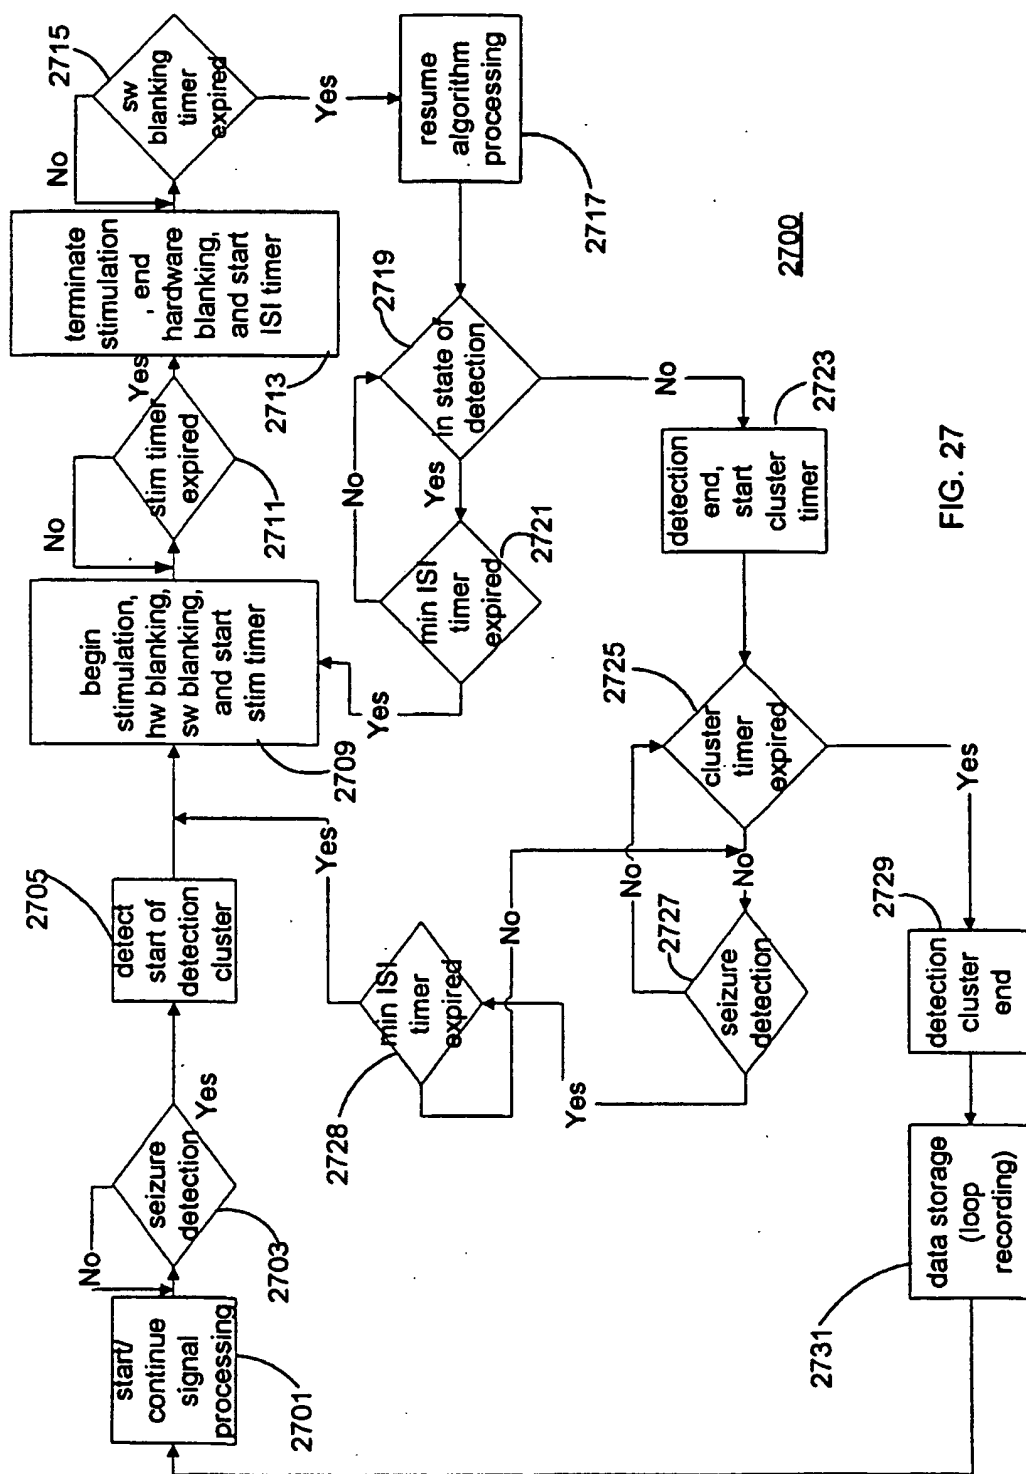 start/
continue
signal
processing
2701
No
seizure
detection
2703
Yes
detect
start of
detection
cluster
2705
begin
stimulation,
hw blanking,
sw blanking,
and start
stim timer
2709
No
stim timer
expired
2711
Yes
terminate
stimulation
, end
hardware
blanking,
and start
ISI timer
2713
No
sw
blanking
timer
expired
2715
Yes
resume
algorithm
processing
2717
in state of
detection
2719
Yes
No
min ISI
timer
expired
2721
Yes
No
detection
end,
start
cluster
timer
2723
cluster
timer
expired
2725
No
seizure
detection
2727
No
Yes
min ISI
timer
expired
2728
Yes
No
Yes
detection
cluster
end
2729
data storage
(loop
recording)
2731
2700
FIG. 27